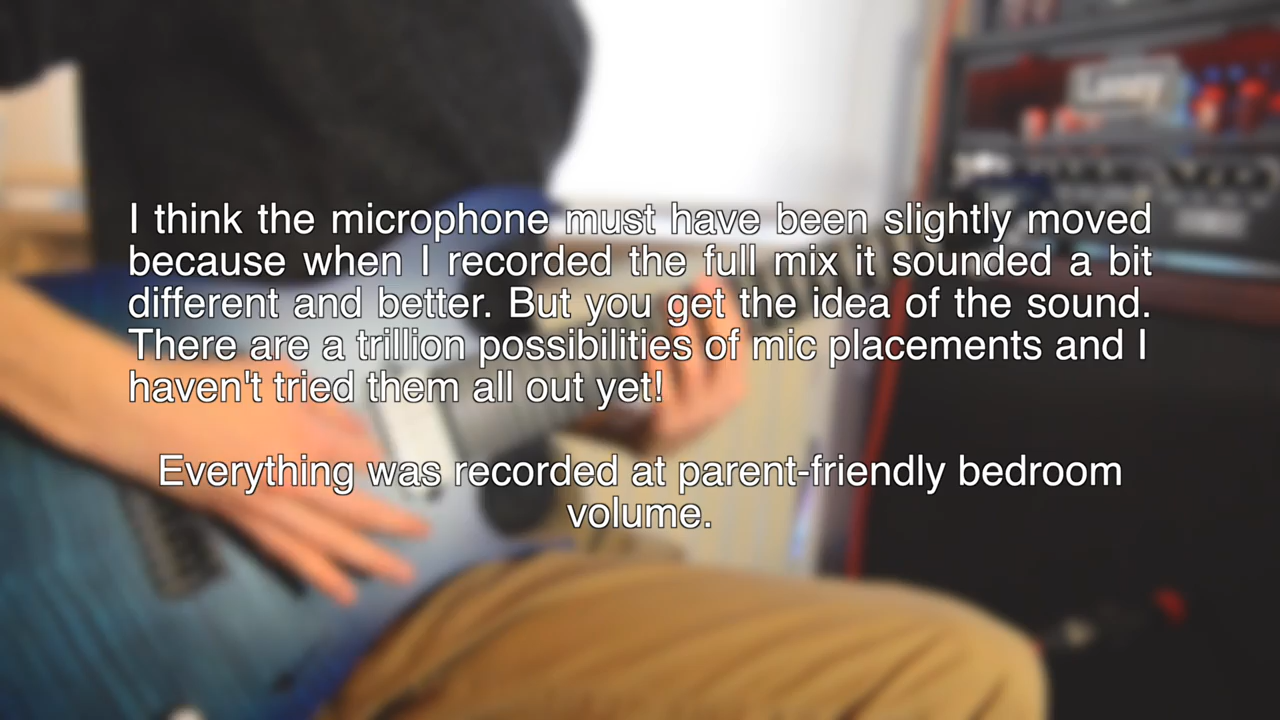 Laney
I think the microphone must have been slightly moved
because when I recorded the full mix it sounded a bit
different and better. But you get the idea of the sound.
There are a trillion possibilities of mic placements and I
haven't tried them all out yet!
Everything was recorded at parent-friendly bedroom
volume.